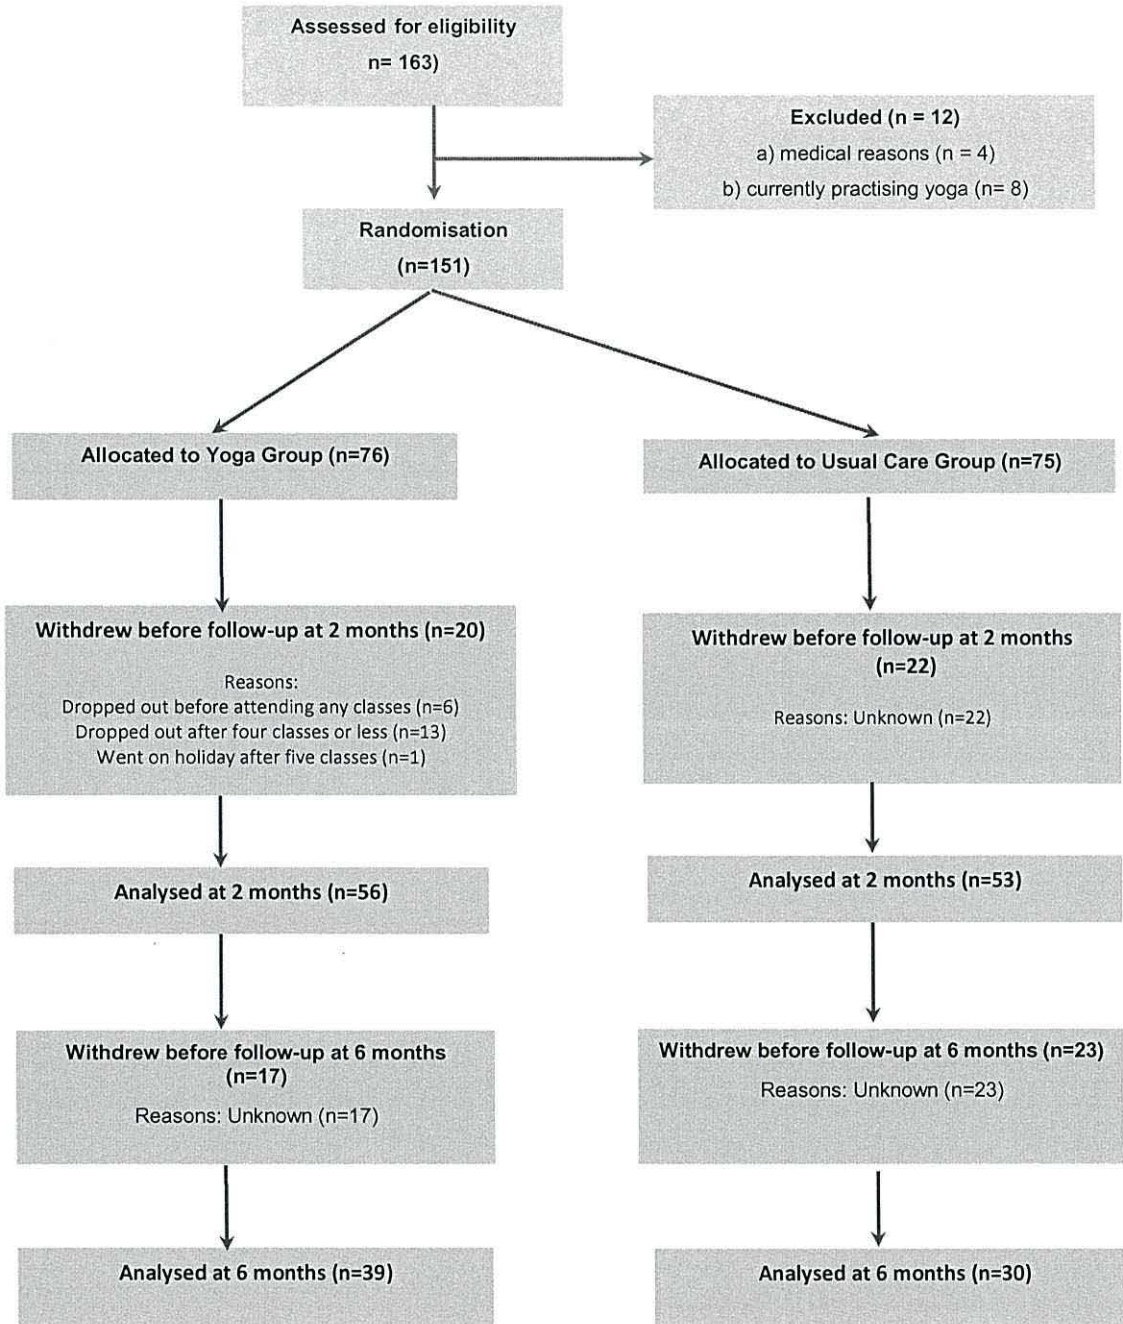 Assessed for eligibility
n= 163)
Excluded (n = 12)
a) medical reasons (n = 4)
b) currently practising yoga (n= 8)
Randomisation
(n=151)
Allocated to Yoga Group (n=76)
Allocated to Usual Care Group (n=75)
Withdrew before follow-up at 2 months (n=20)
Reasons:
Dropped out before attending any classes (n=6)
Dropped out after four classes or less (n=13)
Went on holiday after five classes (n=1)
Withdrew before follow-up at 2 months
(n=22)
Reasons: Unknown (n=22)
Analysed at 2 months (n=56)
Analysed at 2 months (n=53)
Withdrew before follow-up at 6 months
(n=17)
Reasons: Unknown (n=17)
Withdrew before follow-up at 6 months (n=23)
Reasons: Unknown (n=23)
Analysed at 6 months (n=39)
Analysed at 6 months (n=30)